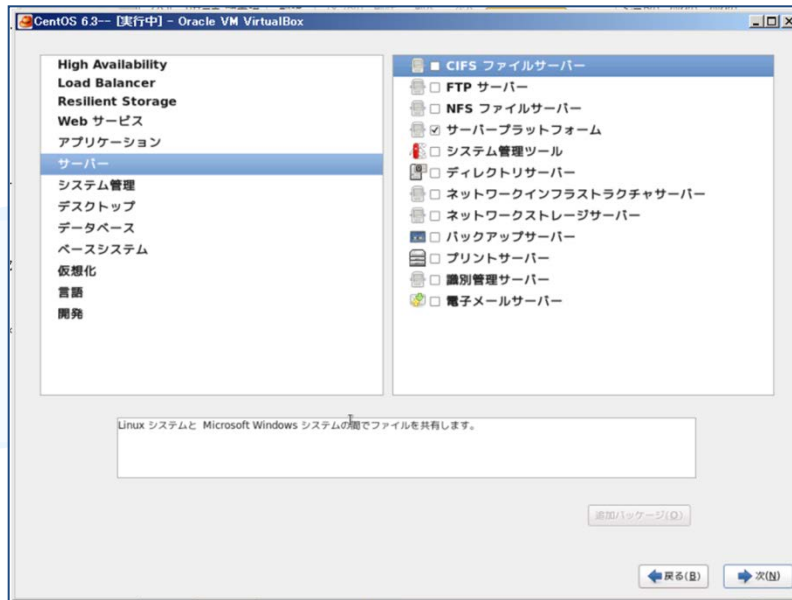 CentOS 6.3-- [実行中] - Oracle VM VirtualBox
High Availability
Load Balancer
Resilient Storage
Web サービス
アプリケーション
サーバー
システム管理
デスクトップ
データベース
ベースシステム
仮想化
言語
開発
CIFS ファイルサーバー
FTP サーバー
NFS ファイルサーバー
サーバープラットフォーム
システム管理ツール
ディレクトリサーバー
ネットワークインフラストラクチャサーバー
ネットワークストレージサーバー
バックアップサーバー
プリントサーバー
識別管理サーバー
電子メールサーバー
Linux システムと Microsoft Windows システムの間でファイルを共有します。
追加パッケージ(O)
戻る(B)
次(N)